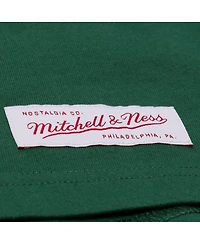 NOSTALGIA CO.
Mitchell & Ness
PHILADELPHIA, PA.